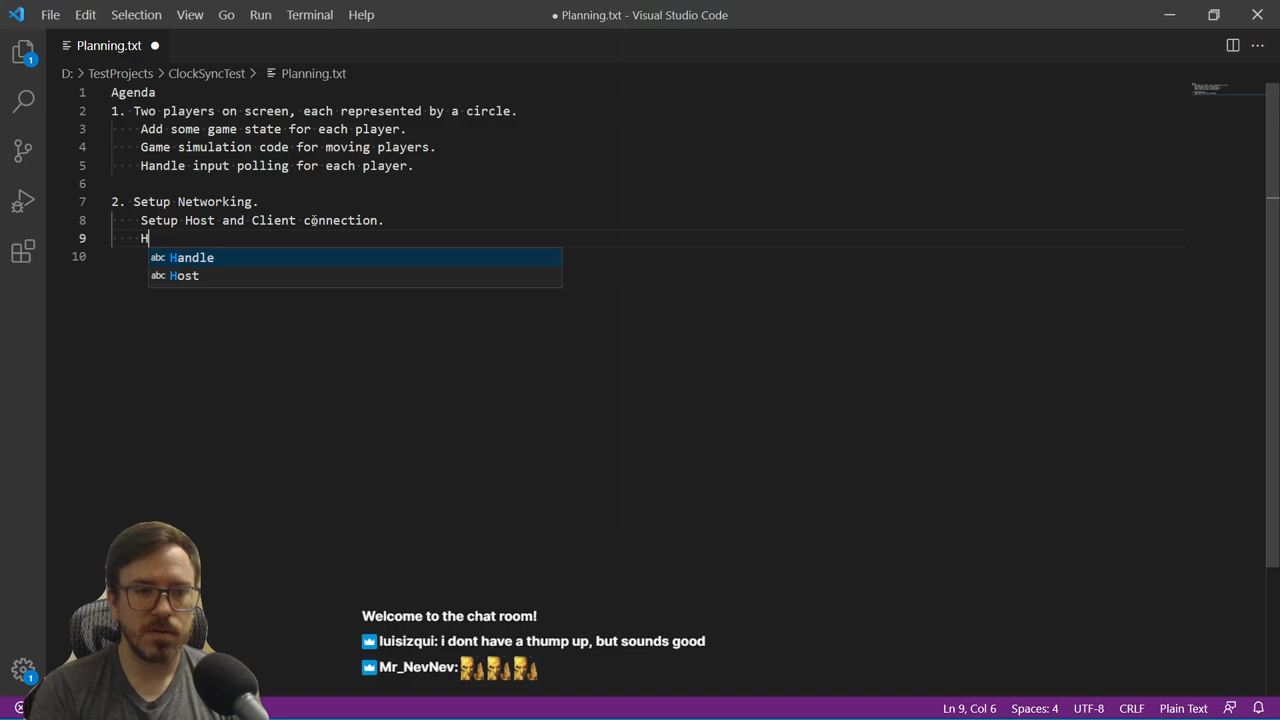 File Edit Selection View Go Run Terminal Help ● Planning.txt - Visual Studio Code
Planning.txt
D: > TestProjects > ClockSyncTest > Planning.txt
1 Agenda
2 1. Two players on screen, each represented by a circle.
3 Add some game state for each player.
4 Game simulation code for moving players.
5 Handle input polling for each player.
6
7 2. Setup Networking.
8 Setup Host and Client connection.
9 H
10
abc Handle
abc Host
1
Welcome to the chat room!
luisizqui: i dont have a thump up, but sounds good
Mr_NevNev:
1
Ln 9, Col 6 Spaces: 4 UTF-8 CRLF Plain Text